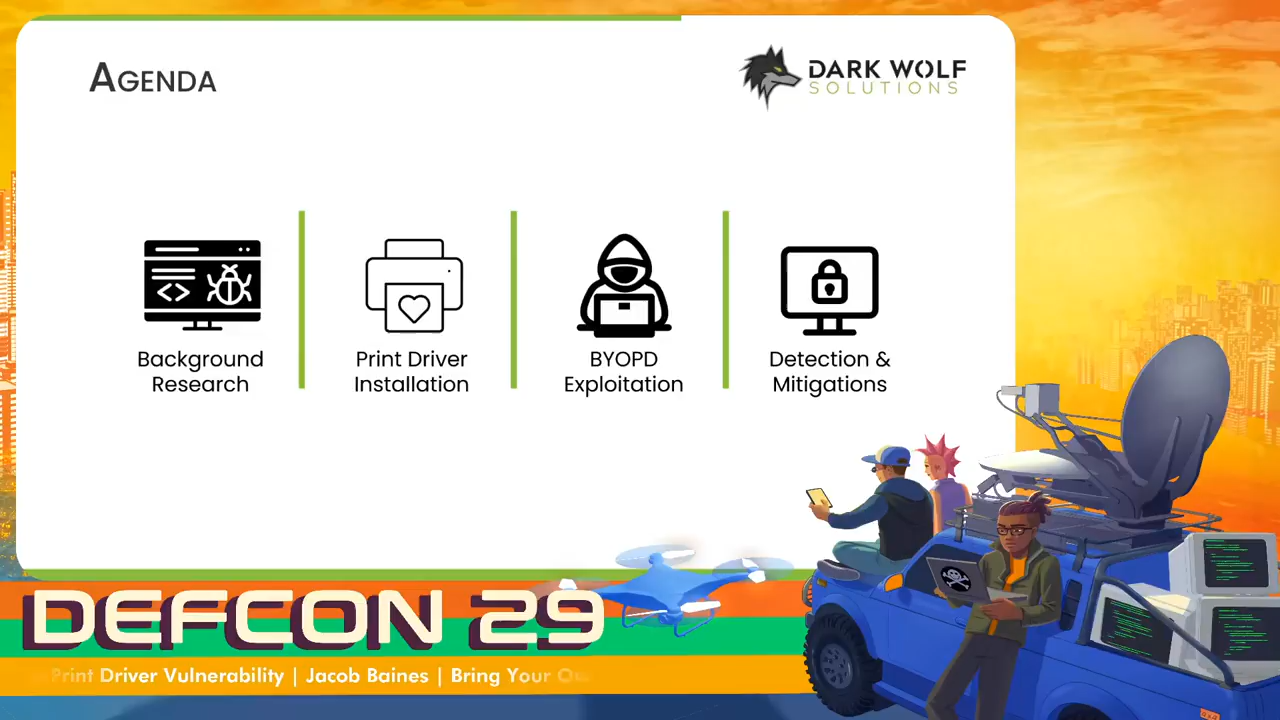 AGENDA
DARK WOLF
SOLUTIONS
Background
Research
Print Driver
Installation
BYOPD
Exploitation
Detection &
Mitigations
DEFCON 29
Print Driver Vulnerability | Jacob Baines | Bring Your